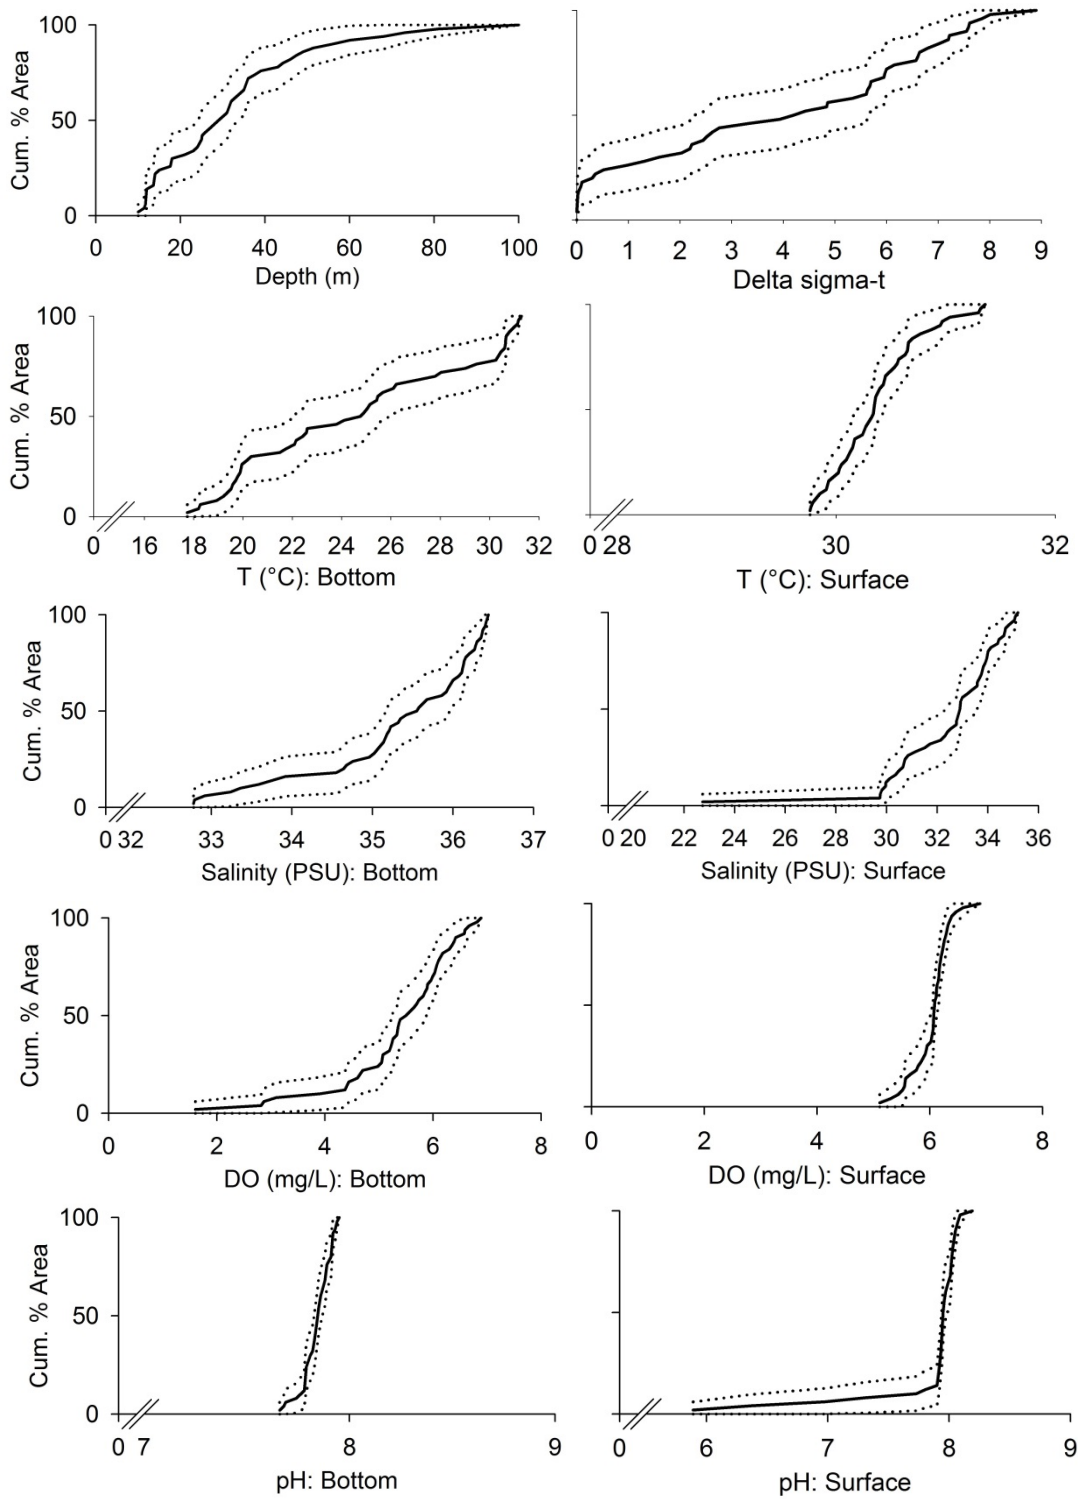 Cum. % Area
100
50
0
0 20 40 60 80 100
Depth (m)
0 1 2 3 4 5 6 7 8 9
Delta sigma-t
Cum. % Area
100
50
0
0 16 18 20 22 24 26 28 30 32
T (°C): Bottom
0 28 30 32
T (°C): Surface
Cum. % Area
100
50
0
0 32 33 34 35 36 37
Salinity (PSU): Bottom
0 20 22 24 26 28 30 32 34 36
Salinity (PSU): Surface
Cum. % Area
100
50
0
0 2 4 6 8
DO (mg/L): Bottom
0 2 4 6 8
DO (mg/L): Surface
Cum. % Area
100
50
0
0 7 8 9
pH: Bottom
0 6 7 8 9
pH: Surface